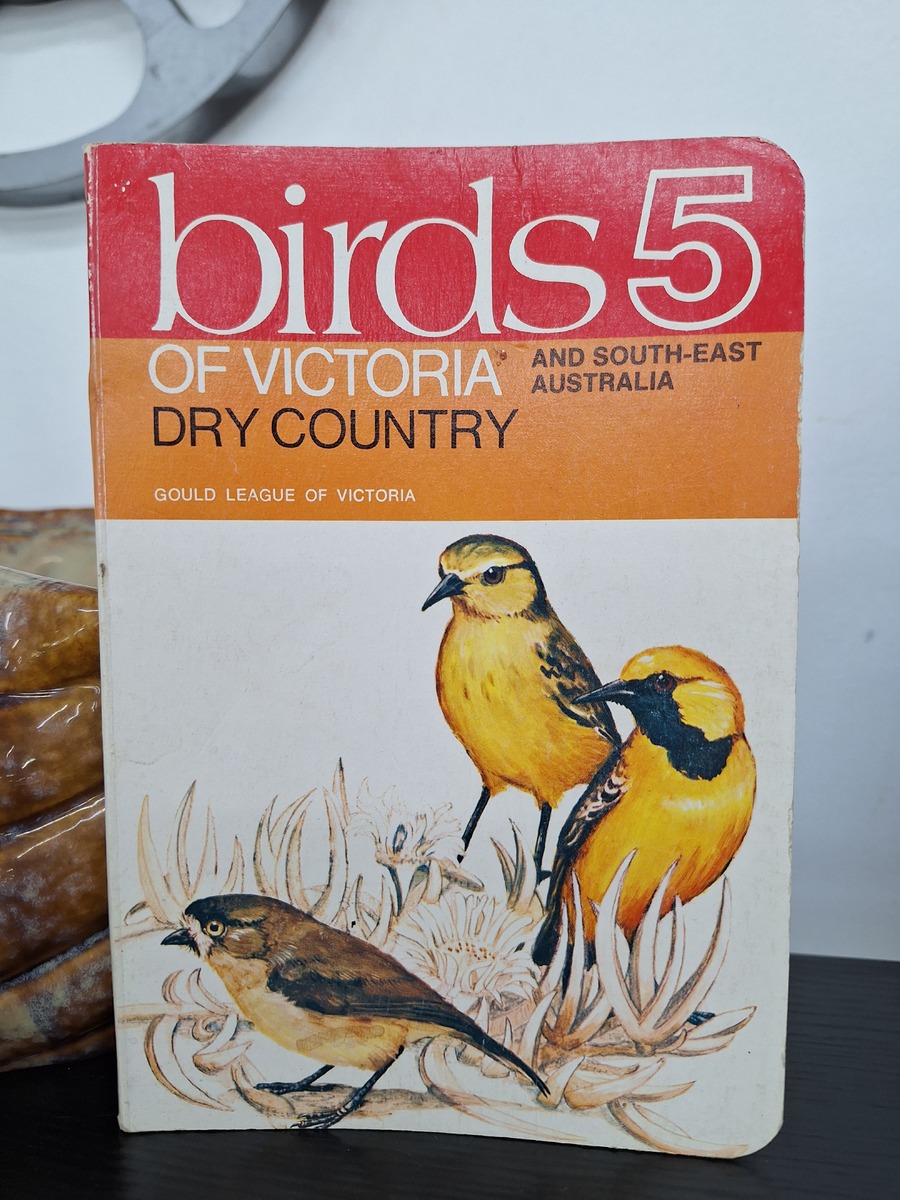 birds 5
OF VICTORIA
AND SOUTH-EAST
AUSTRALIA
DRY COUNTRY
GOULD LEAGUE OF VICTORIA